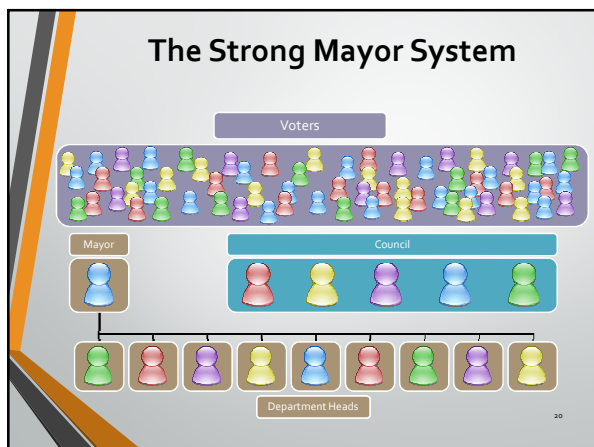 The Strong Mayor System
Voters
Mayor
Council
Department Heads
20